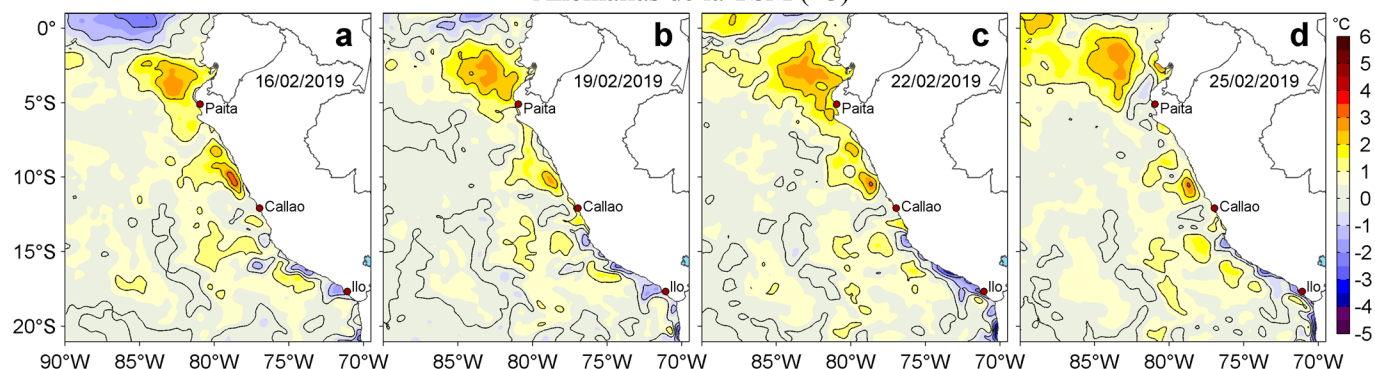 a
b
c
d
16/02/2019
19/02/2019
22/02/2019
25/02/2019
Paita
Paita
Paita
Paita
Callao
Callao
Callao
Callao
Ilo
Ilo
Ilo
Ilo
0°
5°S
10°S
15°S
20°S
90°W 85°W 80°W 75°W 70°W
85°W 80°W 75°W 70°W
85°W 80°W 75°W 70°W
85°W 80°W 75°W 70°W
°C
6
5
4
3
2
1
0
-1
-2
-3
-4
-5